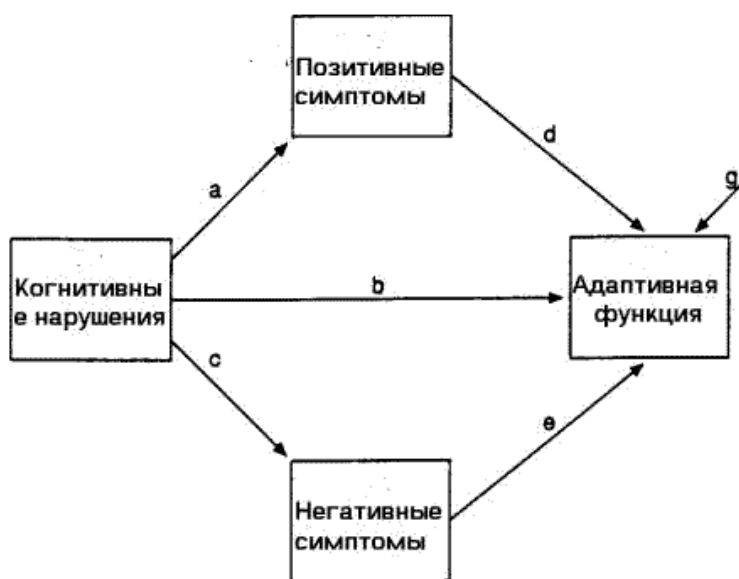 Позитивные
симптомы
d
g
a
Когнитивны
е нарушения
b
Адаптивная
функция
c
e
Негативные
симптомы